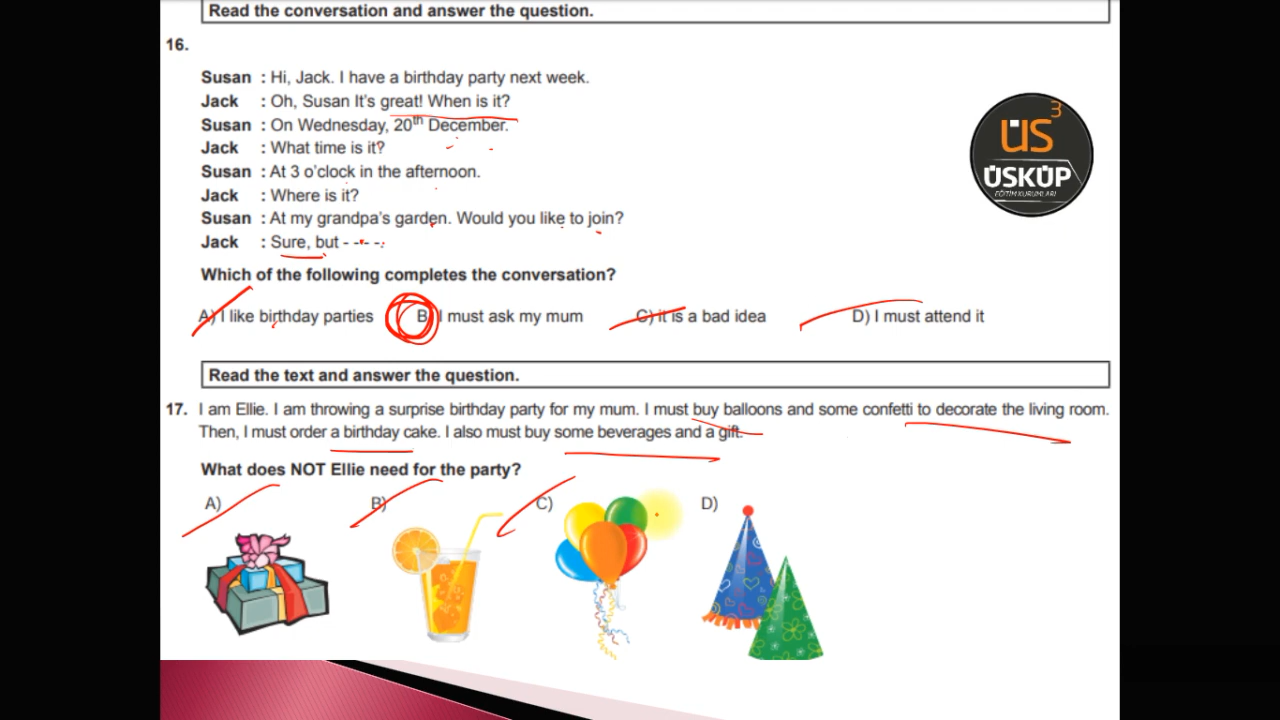 Read the conversation and answer the question.
16.
Susan : Hi, Jack. I have a birthday party next week.
Jack : Oh, Susan It's great! When is it?
Susan : On Wednesday, 20th December.
Jack : What time is it?
Susan : At 3 o'clock in the afternoon.
Jack : Where is it?
Susan : At my grandpa's garden. Would you like to join?
Jack : Sure, but - - - -.
Which of the following completes the conversation?
A) I like birthday parties B) I must ask my mum C) it is a bad idea D) I must attend it
Read the text and answer the question.
17. I am Ellie. I am throwing a surprise birthday party for my mum. I must buy balloons and some confetti to decorate the living room.
Then, I must order a birthday cake. I also must buy some beverages and a gift.
What does NOT Ellie need for the party?
A) B) C) D)
üs 3
ÜSKÜP
EĞİTİM KURUMLARI